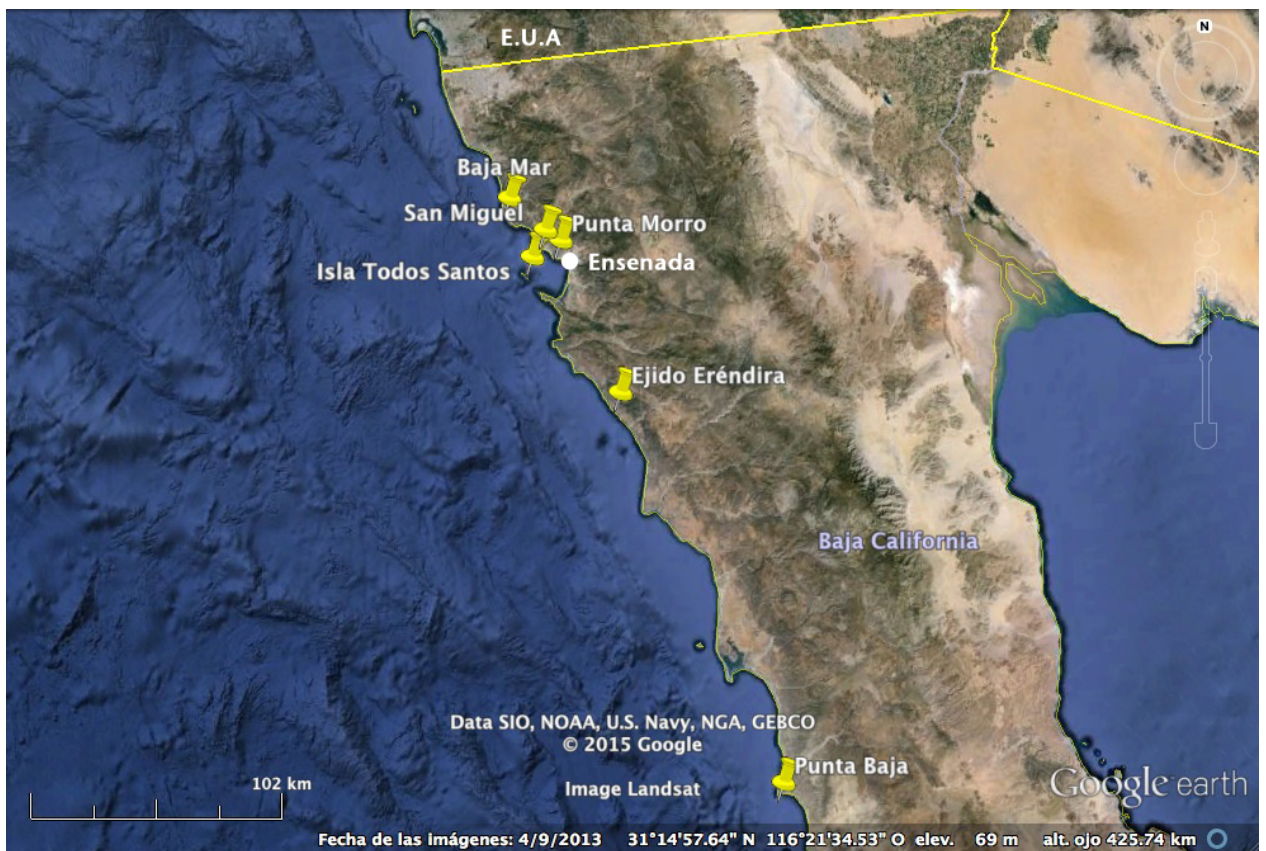 E.U.A
N
Baja Mar
San Miguel
Punta Morro
Isla Todos Santos
Ensenada
Ejido Eréndira
Baja California
Data SIO, NOAA, U.S. Navy, NGA, GEBCO
© 2015 Google
Image Landsat
Punta Baja
102 km
Google earth
Fecha de las imágenes: 4/9/2013 31°14'57.64" N 116°21'34.53" O elev. 69 m alt. ojo 425.74 km